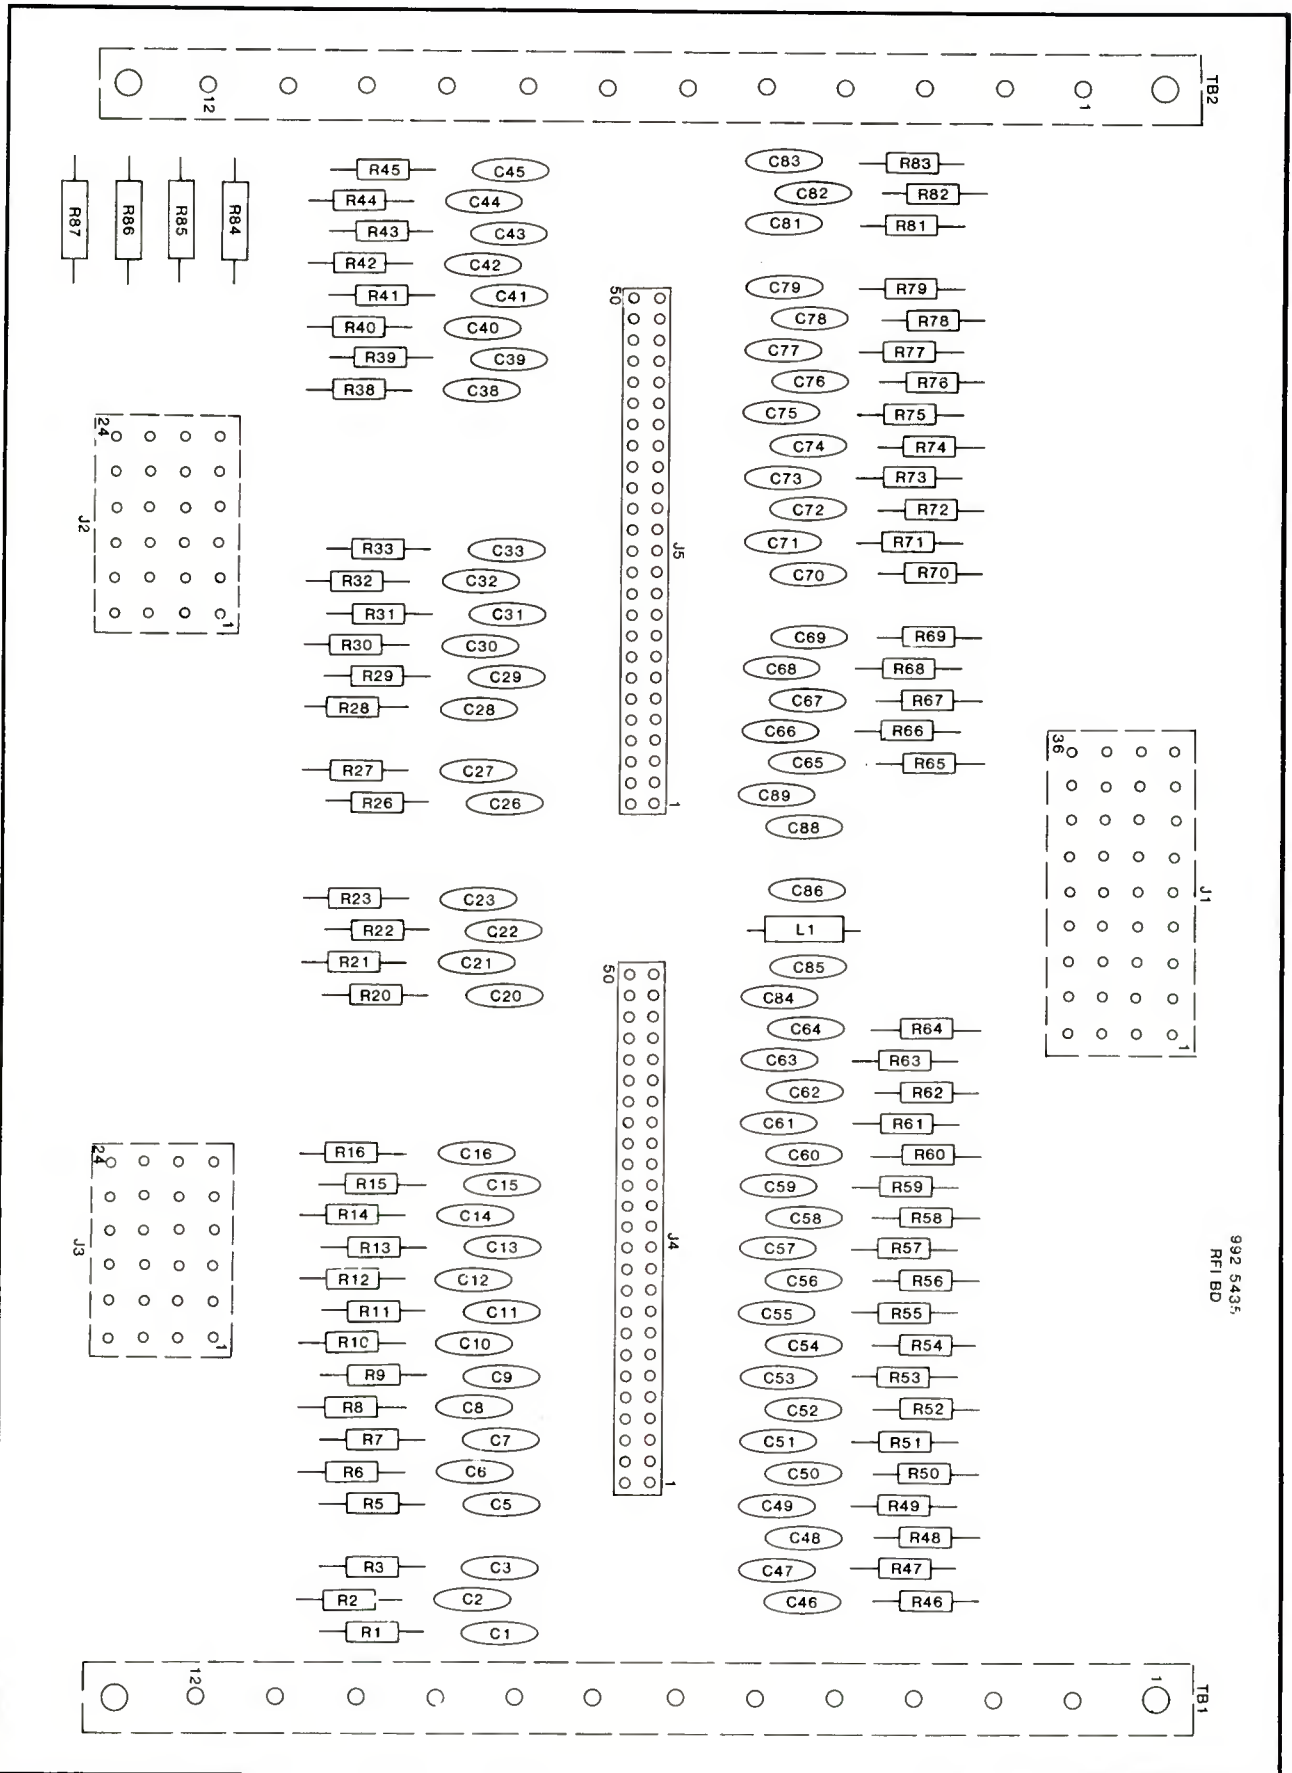 TB2
12
1
R45 C45 C83 R83
R44 C44 C82 R82
R43 C43 C81 R81
R87 R86 R85 R84
R42 C42
R41 C41 C79 R79
50
R40 C40 C78 R78
R39 C39 C77 R77
R38 C38 C76 R76
C75 R75
24
C74 R74
C73 R73
J2
C72 R72
R33 C33 J5 C71 R71
R32 C32 C70 R70
R31 C31
1
R30 C30 C69 R69
R29 C29 C68 R68
R28 C28 C67 R67
C66 R66
36
R27 C27 C65 R65
R26 C26 C89
1
C88
R23 C23 C86
J1
R22 C22 L1
R21 C21 C85
50
R20 C20 C84
C64 R64
1
C63 R63
C62 R62
C61 R61
R16 C16 C60 R60
24
R15 C15 C59 R59
R14 C14 C58 R58
J3
R13 C13 J4 C57 R57
992 5435
RFI BD
R12 C12 C56 R56
R11 C11 C55 R55
R10 C10 C54 R54
1
R9 C9 C53 R53
R8 C8 C52 R52
R7 C7 C51 R51
R6 C6 C50 R50
1
R5 C5 C49 R49
C48 R48
R3 C3 C47 R47
R2 C2 C46 R46
R1 C1
12
1
TB1